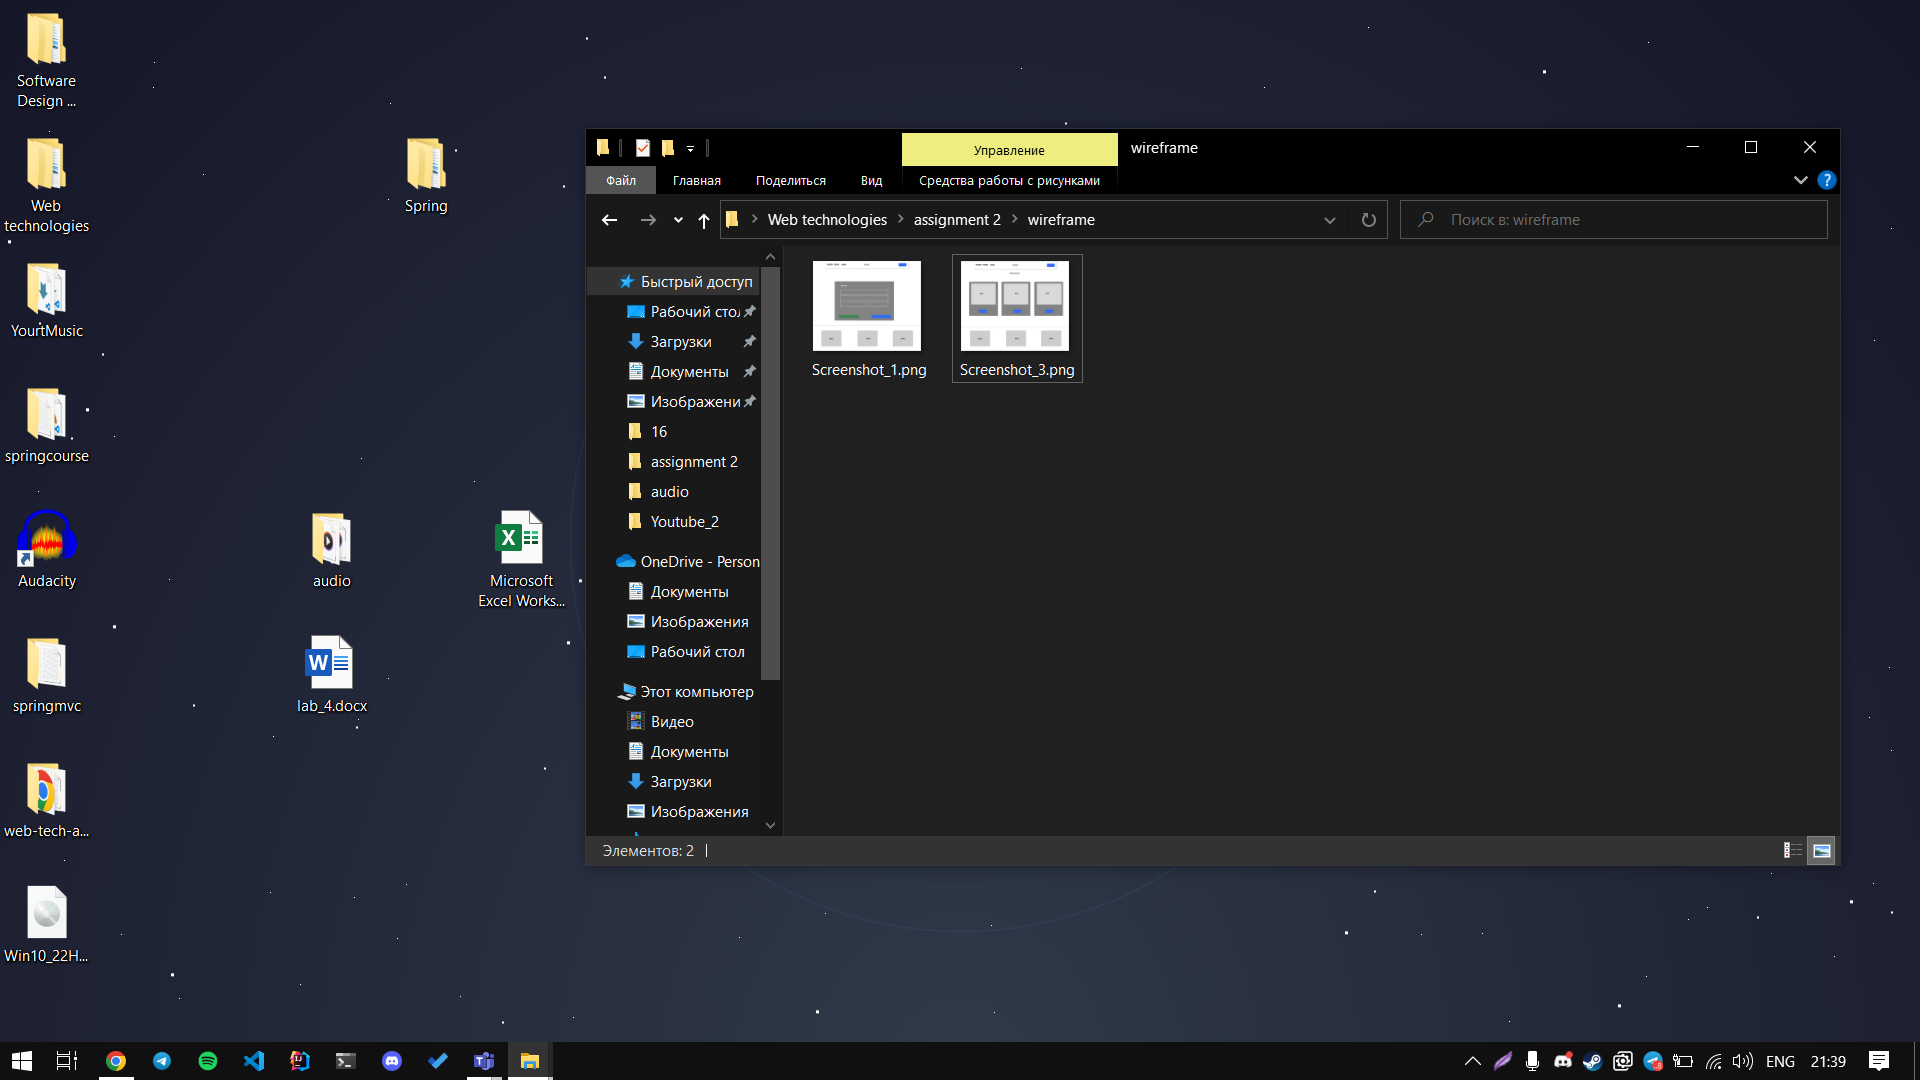 Software
Design ...
Web
technologies
YourtMusic
springcourse
Audacity
springmvc
web-tech-a...
Win10_22H...
audio
lab_4.docx
Spring
Microsoft
Excel Works...
Управление
wireframe
Файл
Главная
Поделиться
Вид
Средства работы с рисунками
Web technologies
assignment 2
wireframe
Поиск в: wireframe
Быстрый доступ
Рабочий стол
Загрузки
Документы
Изображени
16
assignment 2
audio
Youtube_2
OneDrive - Person
Документы
Изображения
Рабочий стол
Этот компьютер
Видео
Документы
Загрузки
Изображения
Screenshot_1.png
Screenshot_3.png
Элементов: 2
ENG
21:39